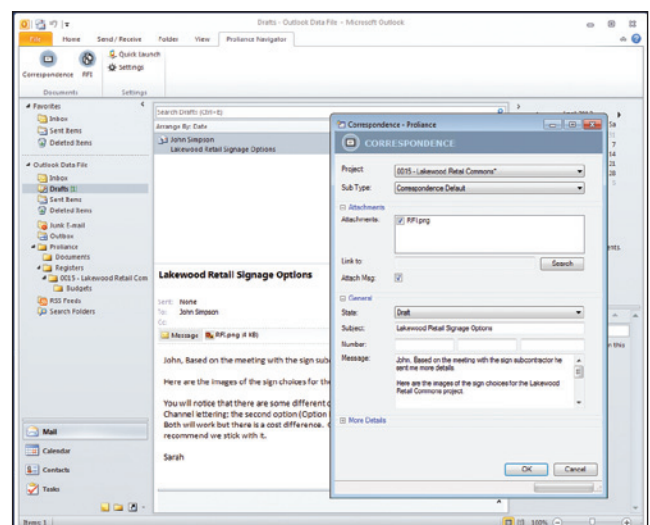 Drafts - Outlook Data File - Microsoft Outlook
File Home Send / Receive Folder View Proliance Navigator
Correspondence RFI
Quick launch
Settings
Documents Settings
Favorites
Inbox
Sent Items
Deleted Items
Outlook Data File
Inbox
Drafts [1]
Sent Items
Deleted Items
Junk E-mail
Outbox
Proliance
Documents
Registers
0015 - Lakewood Retail Com
Budgets
RSS Feeds
Search Folders
Mail
Calendar
Contacts
Tasks
Items: 1
Search Drafts (Ctrl+E)
Arrange By: Date
John Simpson
Lakewood Retail Signage Options
Lakewood Retail Signage Options
Sent: None
To: John Simpson
Cc:
Message RFI.png (4 KB)
John, Based on the meeting with the sign sub
Here are the images of the sign choices for the
You will notice that there are some different
Channel lettering; the second option (Option
Both will work but there is a cost difference.
recommend we stick with it.
Sarah
Correspondence - Proliance
CORRESPONDENCE
Project: 0015 - Lakewood Retail Commons*
Sub Type: Correspondence Default
Attachments
Attachments: RFI.png
Link to: Search
Attach Msg:
General
State: Draft
Subject: Lakewood Retail Signage Options
Number:
Message: John, Based on the meeting with the sign subcontractor he
sent me more details.
Here are the images of the sign choices for the Lakewood
Retail Commons project.
More Details
OK Cancel
Sa
7
14
21
28
5
ents.
n this
100%